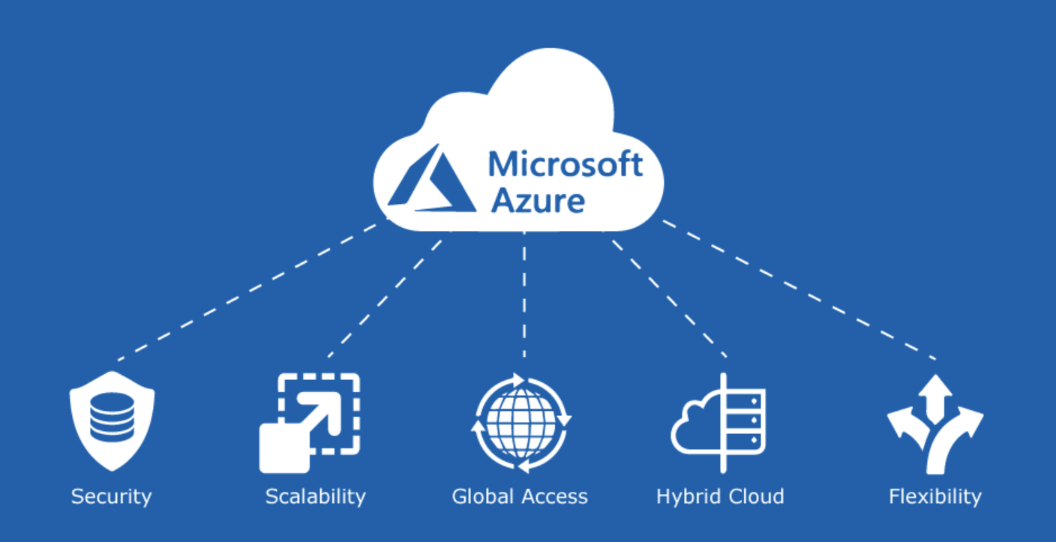 Microsoft
Azure
Security
Scalability
Global Access
Hybrid Cloud
Flexibility